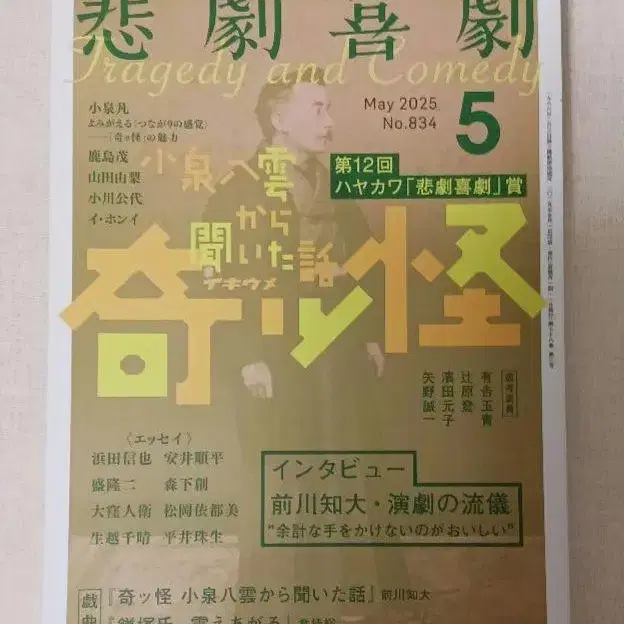 悲劇喜劇
Tragedy and Comedy
May 2025
No.834
5
小泉凡
よみがえる〈つながりの感覚〉
──「奇ッ怪」の魅力
鹿島茂
山田由梨
小川公代
イ・ホンイ
第12回
ハヤカワ「悲劇喜劇」賞
小泉八雲
から
聞いた話
イキウメ
奇ッ怪
有吉玉青
辻原登
濱田元子
矢野誠一
〈エッセイ〉
浜田信也 安井順平
盛隆二 森下創
大窪人衛 松岡依都美
生越千晴 平井珠生
インタビュー
前川知大・演劇の流儀
"余計な手をかけないのがおいしい"
戯曲
『奇ッ怪 小泉八雲から聞いた話』 前川知大